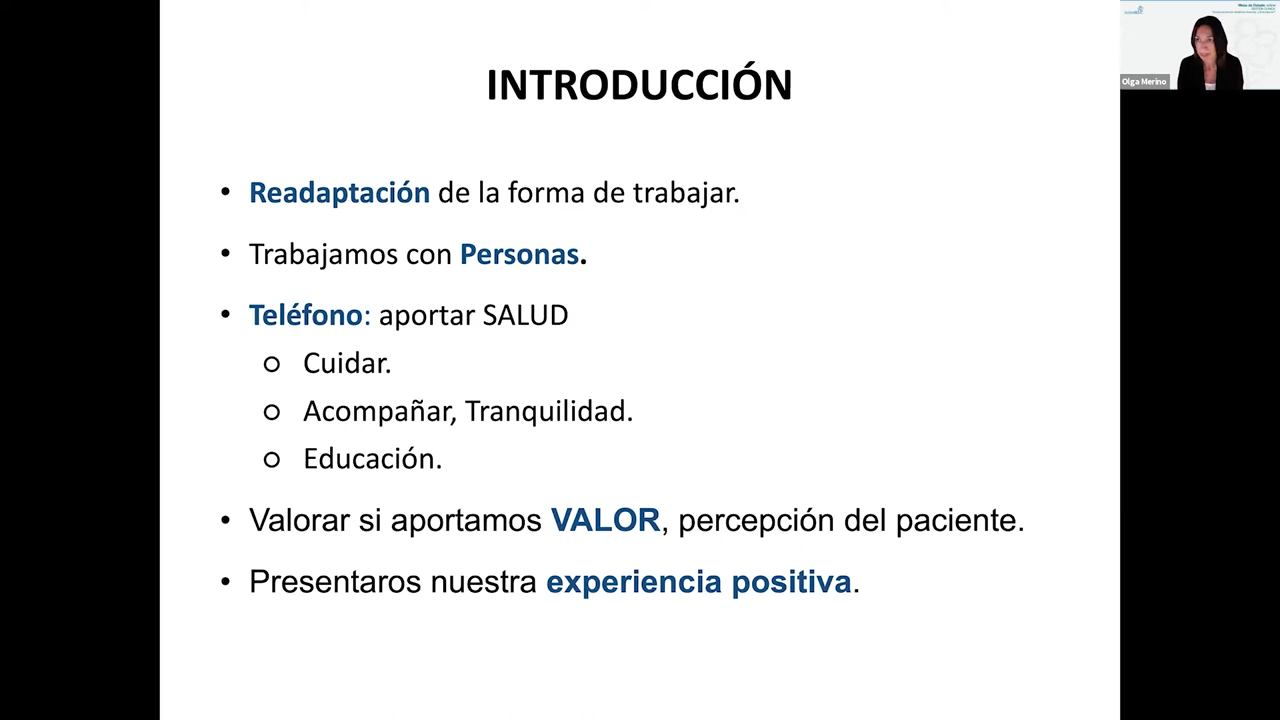 INTRODUCCIÓN
• Readaptación de la forma de trabajar.
• Trabajamos con Personas.
• Teléfono: aportar SALUD
○ Cuidar.
○ Acompañar, Tranquilidad.
○ Educación.
• Valorar si aportamos VALOR, percepción del paciente.
• Presentaros nuestra experiencia positiva.
Olga Merino